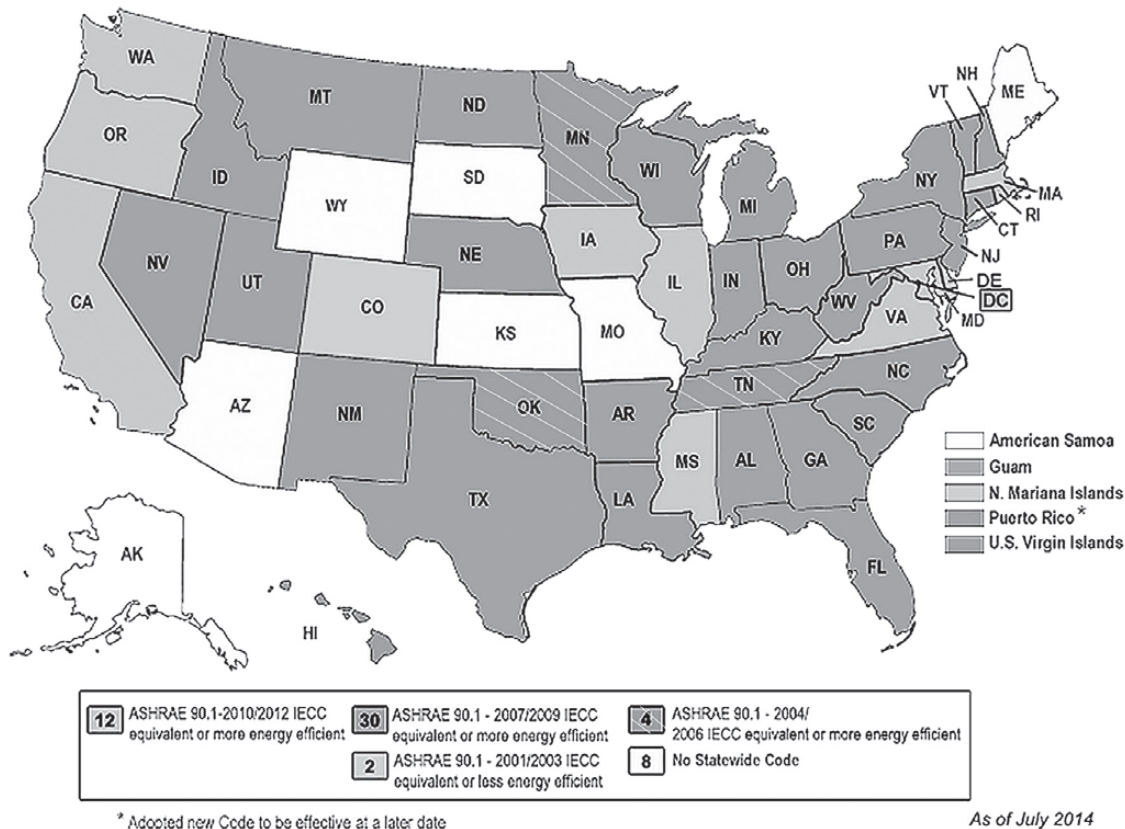 WA
OR
CA
NV
ID
MT
WY
UT
AZ
CO
NM
ND
SD
NE
KS
OK
TX
MN
IA
MO
AR
LA
WI
IL
MS
MI
IN
KY
TN
AL
OH
WV
GA
FL
SC
NC
VA
PA
NY
VT
NH
ME
MA
RI
CT
NJ
DE
DC
MD
AK
HI
American Samoa
Guam
N. Mariana Islands
Puerto Rico*
U.S. Virgin Islands
12 ASHRAE 90.1-2010/2012 IECC
equivalent or more energy efficient
30 ASHRAE 90.1 - 2007/2009 IECC
equivalent or more energy efficient
4 ASHRAE 90.1 - 2004/
2006 IECC equivalent or more energy efficient
2 ASHRAE 90.1 - 2001/2003 IECC
equivalent or less energy efficient
8 No Statewide Code
* Adopted new Code to be effective at a later date
As of July 2014